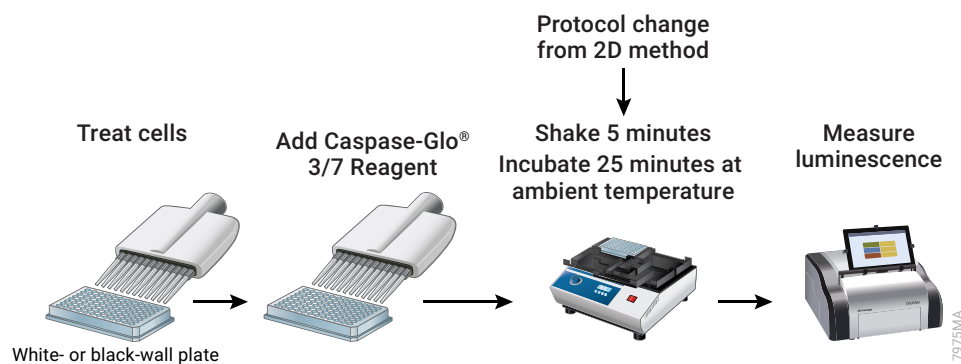 Protocol change
from 2D method
Treat cells
Add Caspase-Glo®
3/7 Reagent
Shake 5 minutes
Incubate 25 minutes at
ambient temperature
Measure
luminescence
White- or black-wall plate
7975MA